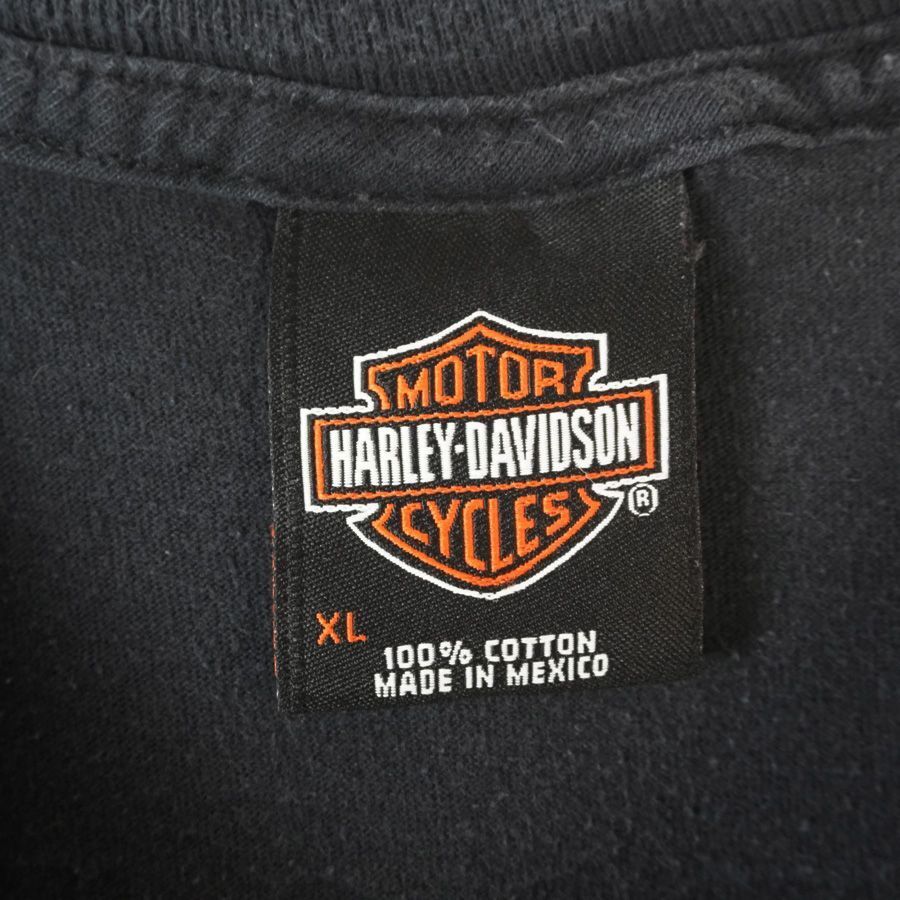 MOTOR
HARLEY-DAVIDSON
CYCLES
®
XL
100% COTTON
MADE IN MEXICO